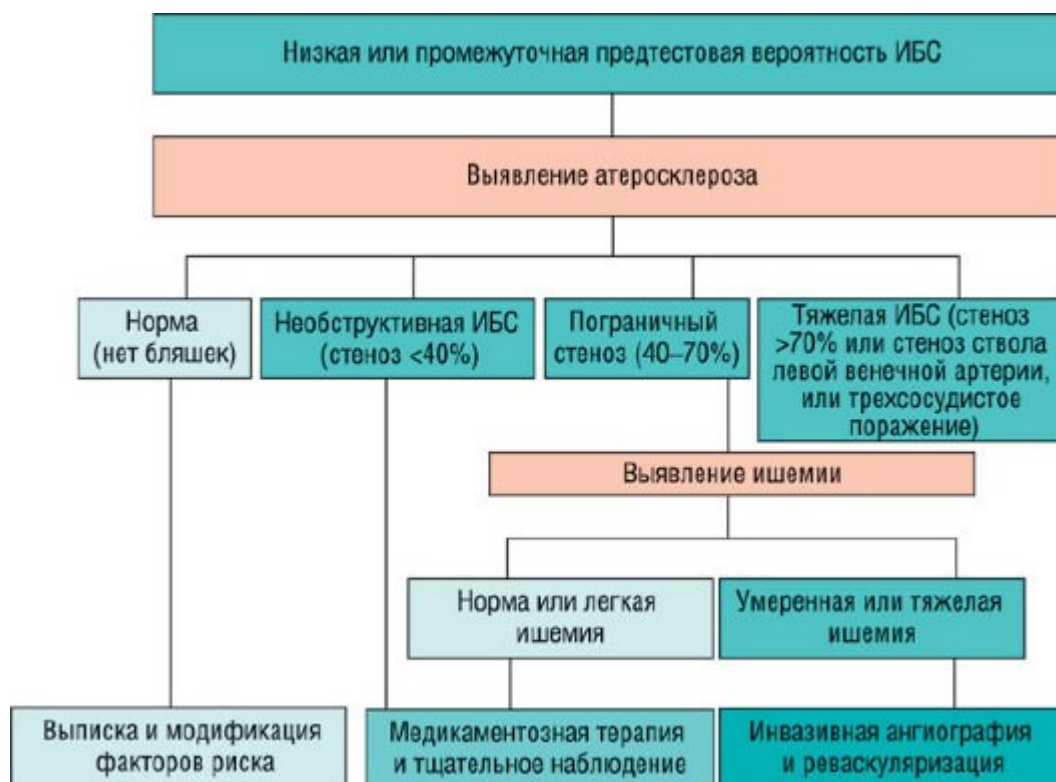 Низкая или промежуточная предтестовая вероятность ИБС
Выявление атеросклероза
Норма
(нет бляшек)
Необструктивная ИБС
(стеноз <40%)
Пограничный
стеноз (40–70%)
Тяжелая ИБС (стеноз
>70% или стеноз ствола
левой венечной артерии,
или трехсосудистое
поражение)
Выявление ишемии
Норма или легкая
ишемия
Умеренная или тяжелая
ишемия
Выписка и модификация
факторов риска
Медикаментозная терапия
и тщательное наблюдение
Инвазивная ангиография
и реваскуляризация